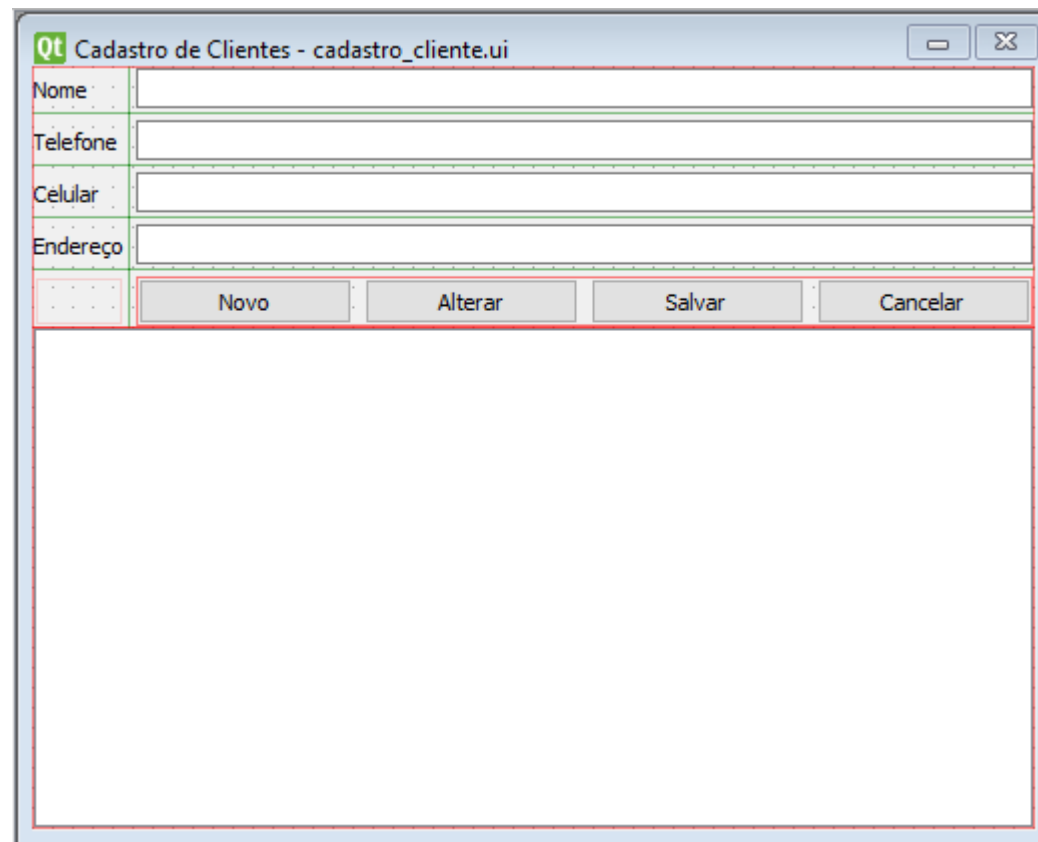 Qt Cadastro de Clientes - cadastro_cliente.ui
Nome
Telefone
Celular
Endereço
Novo Alterar Salvar Cancelar